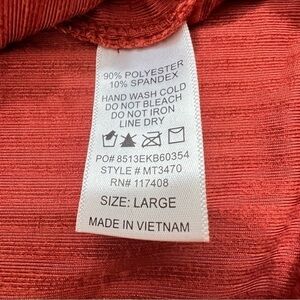 90% POLYESTER
10% SPANDEX
HAND WASH COLD
DO NOT BLEACH
DO NOT IRON
LINE DRY
PO# 8513EKB60354
STYLE # MT3470
RN# 117408
SIZE: LARGE
MADE IN VIETNAM